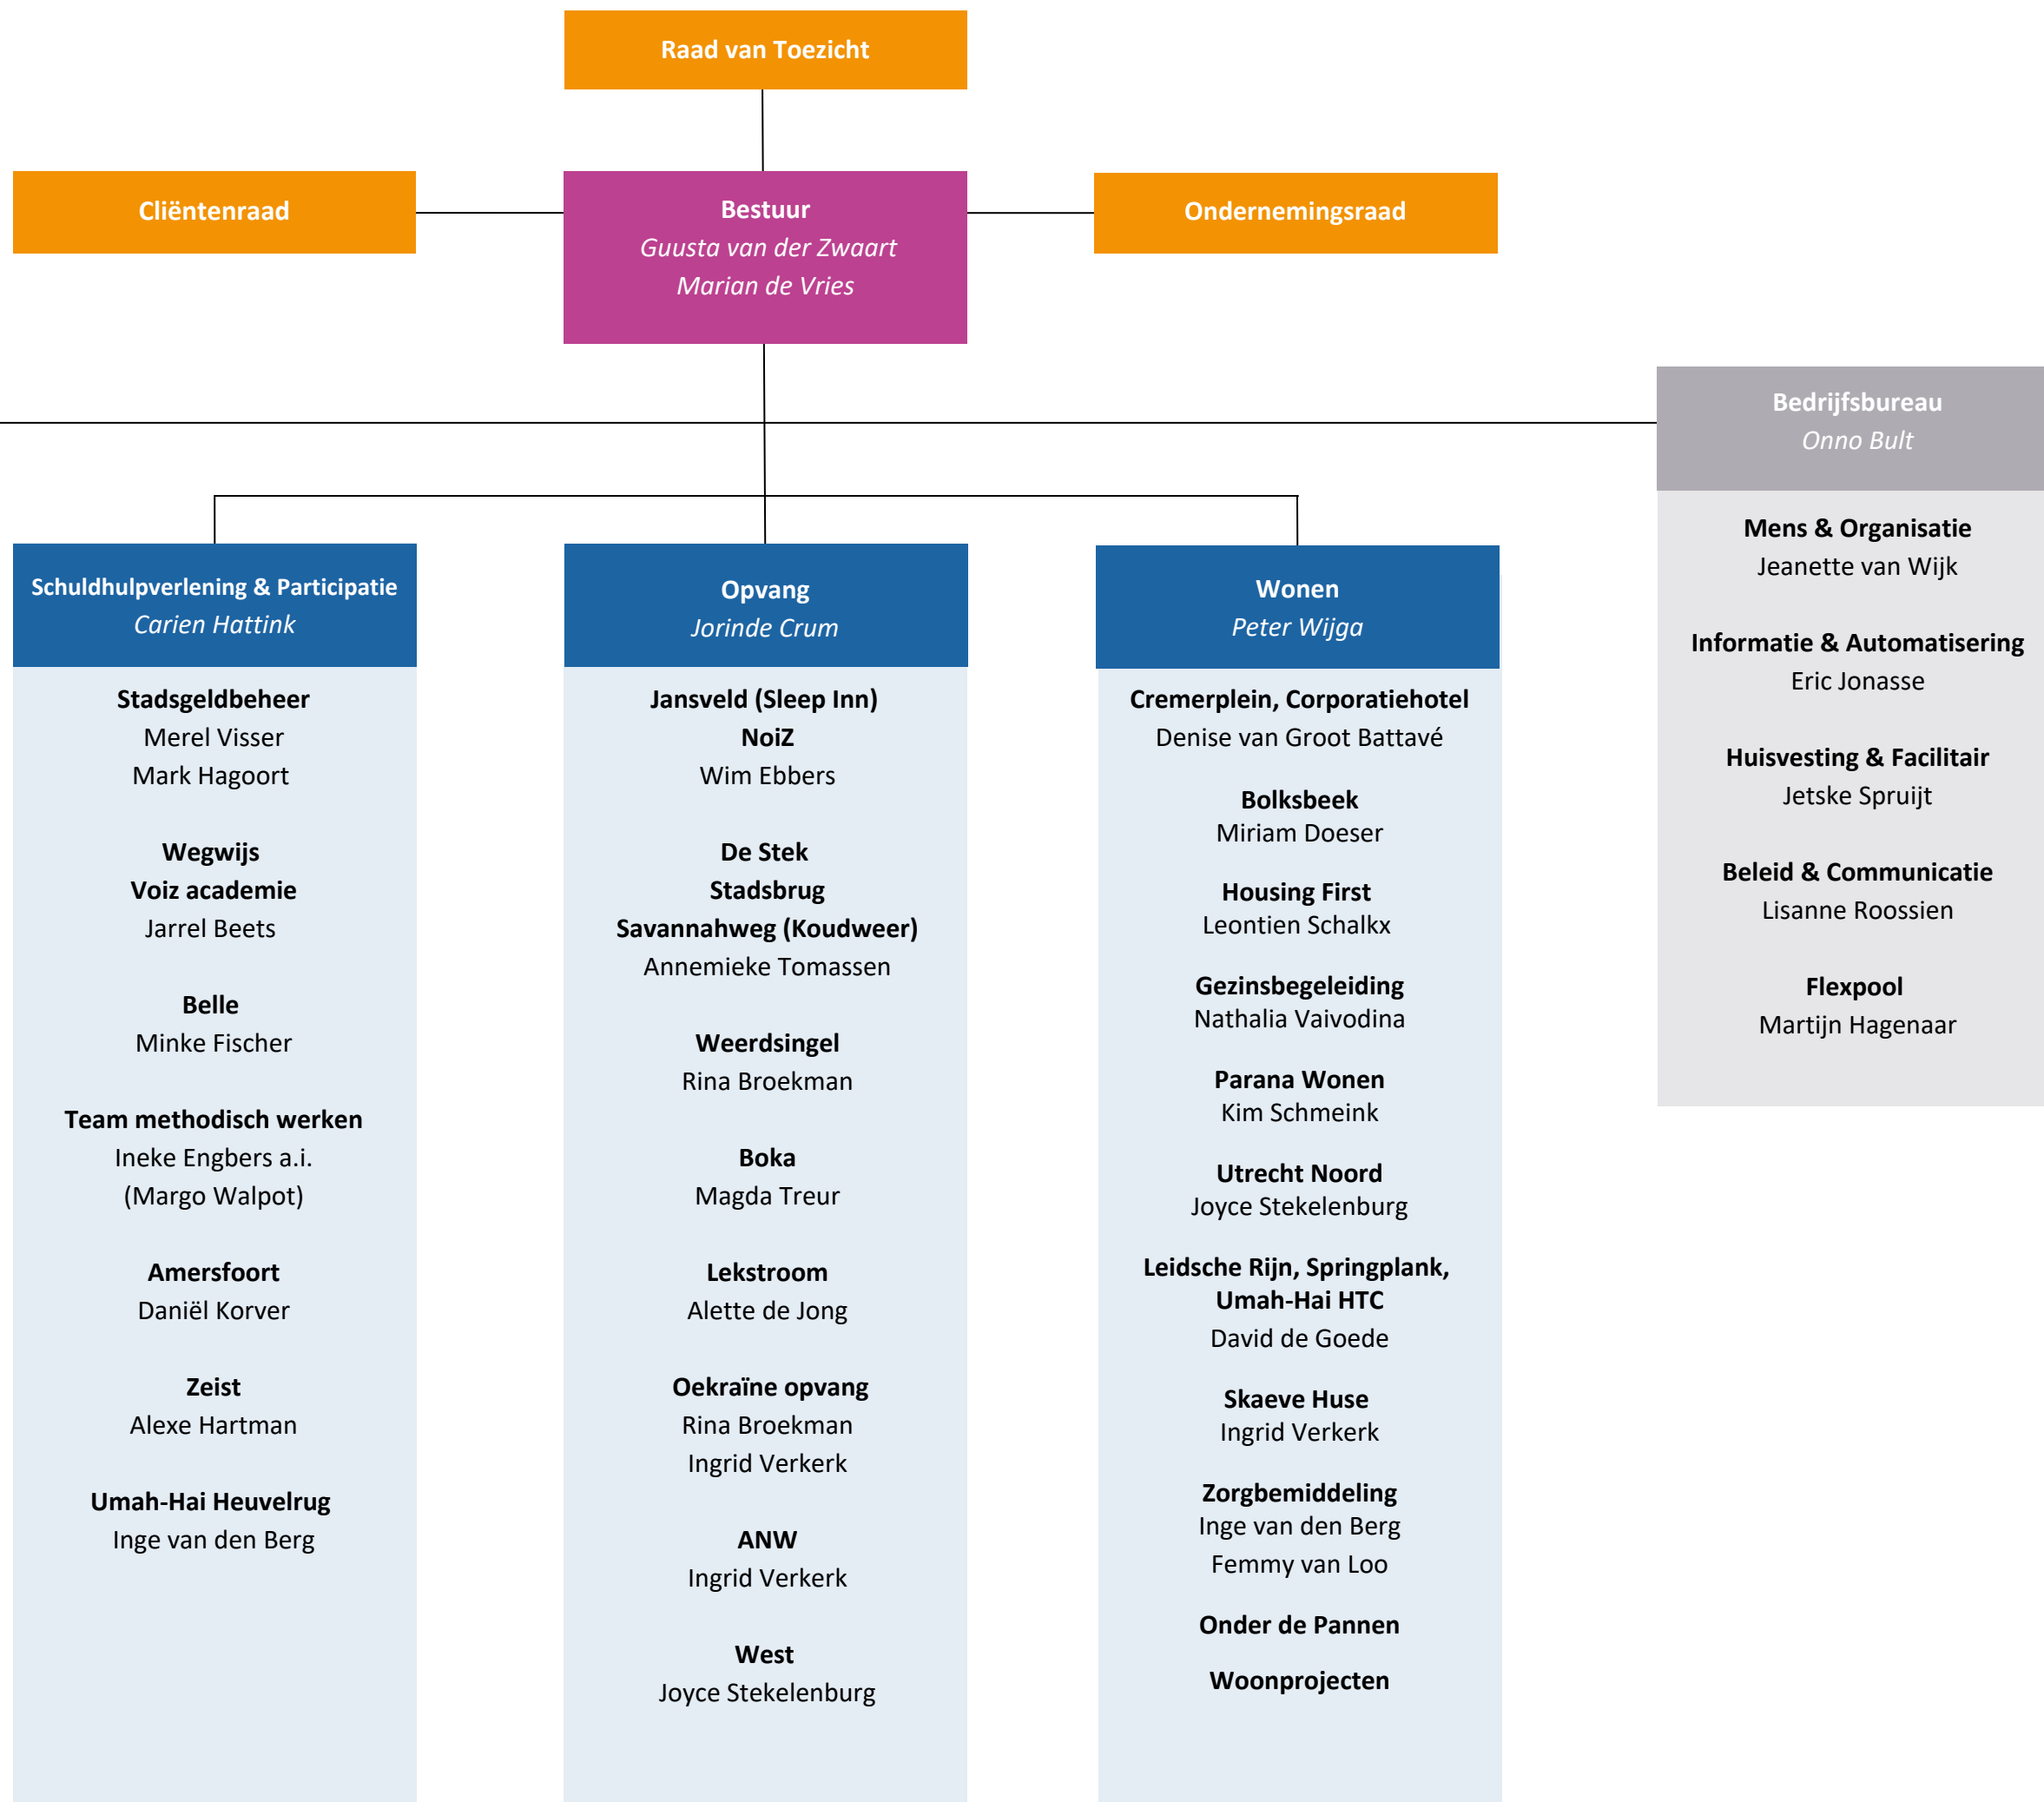 Raad van Toezicht
Cliëntenraad
Bestuur
Guusta van der Zwaart
Marian de Vries
Ondernemingsraad
Bedrijfsbureau
Onno Bult
Mens & Organisatie
Jeanette van Wijk
Informatie & Automatisering
Eric Jonasse
Huisvesting & Facilitair
Jetske Spruijt
Beleid & Communicatie
Lisanne Roossien
Flexpool
Martijn Hagenaar
Schuldhulpverlening & Participatie
Carien Hattink
Stadsgeldbeheer
Merel Visser
Mark Hagoort
Wegwijs
Voiz academie
Jarrel Beets
Belle
Minke Fischer
Team methodisch werken
Ineke Engbers a.i.
(Margo Walpot)
Amersfoort
Daniël Korver
Zeist
Alexe Hartman
Umah-Hai Heuvelrug
Inge van den Berg
Opvang
Jorinde Crum
Jansveld (Sleep Inn)
NoiZ
Wim Ebbers
De Stek
Stadsbrug
Savannahweg (Koudweer)
Annemieke Tomassen
Weerdsingel
Rina Broekman
Boka
Magda Treur
Lekstroom
Alette de Jong
Oekraïne opvang
Rina Broekman
Ingrid Verkerk
ANW
Ingrid Verkerk
West
Joyce Stekelenburg
Wonen
Peter Wijga
Cremerplein, Corporatiehotel
Denise van Groot Battavé
Bolksbeek
Miriam Doeser
Housing First
Leontien Schalkx
Gezinsbegeleiding
Nathalia Vaivodina
Parana Wonen
Kim Schmeink
Utrecht Noord
Joyce Stekelenburg
Leidsche Rijn, Springplank,
Umah-Hai HTC
David de Goede
Skaeve Huse
Ingrid Verkerk
Zorgbemiddeling
Inge van den Berg
Femmy van Loo
Onder de Pannen
Woonprojecten